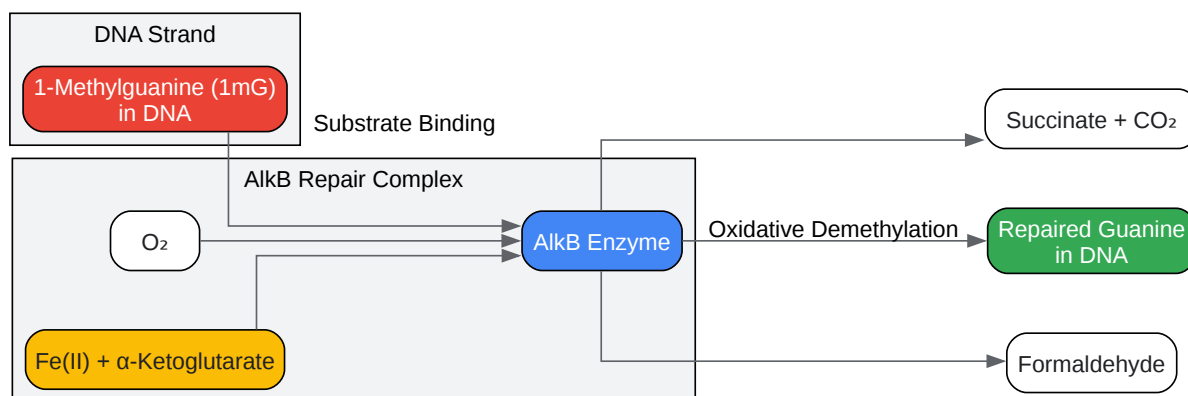 DNA Strand
1-Methylguanine (1mG)
in DNA
Substrate Binding
AlkB Repair Complex
O₂
AlkB Enzyme
Fe(II) + α-Ketoglutarate
Succinate + CO₂
Oxidative Demethylation
Repaired Guanine
in DNA
Formaldehyde